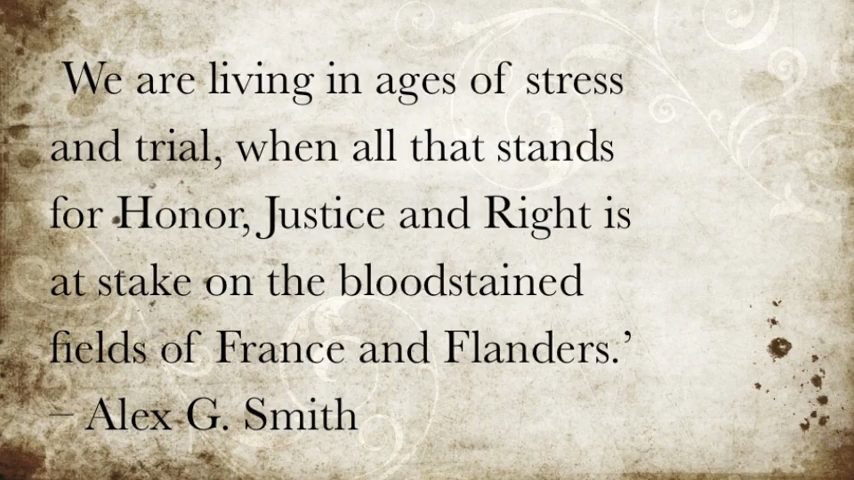 We are living in ages of stress
and trial, when all that stands
for Honor, Justice and Right is
at stake on the bloodstained
fields of France and Flanders.’
– Alex G. Smith